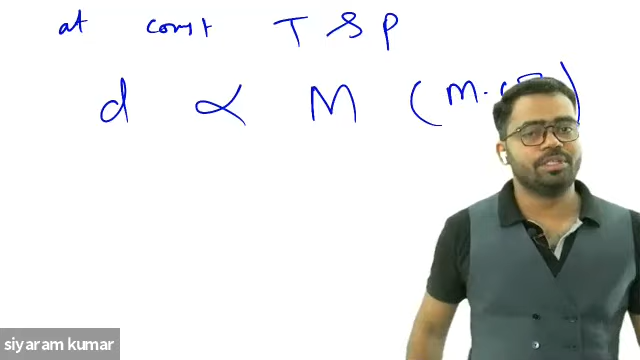 at const T & P
d ∝ M (M.
siyaram kumar